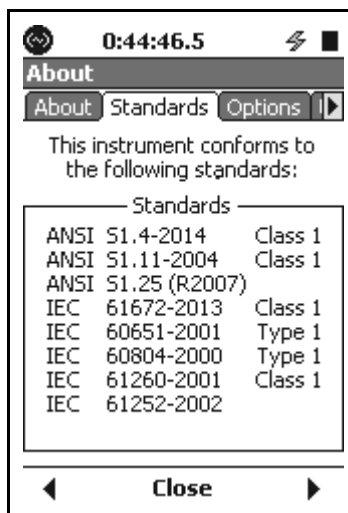 0:44:46.5
About
About Standards Options
This instrument conforms to
the following standards:
Standards
ANSI S1.4-2014 Class 1
ANSI S1.11-2004 Class 1
ANSI S1.25 (R2007)
IEC 61672-2013 Class 1
IEC 60651-2001 Type 1
IEC 60804-2000 Type 1
IEC 61260-2001 Class 1
IEC 61252-2002
Close